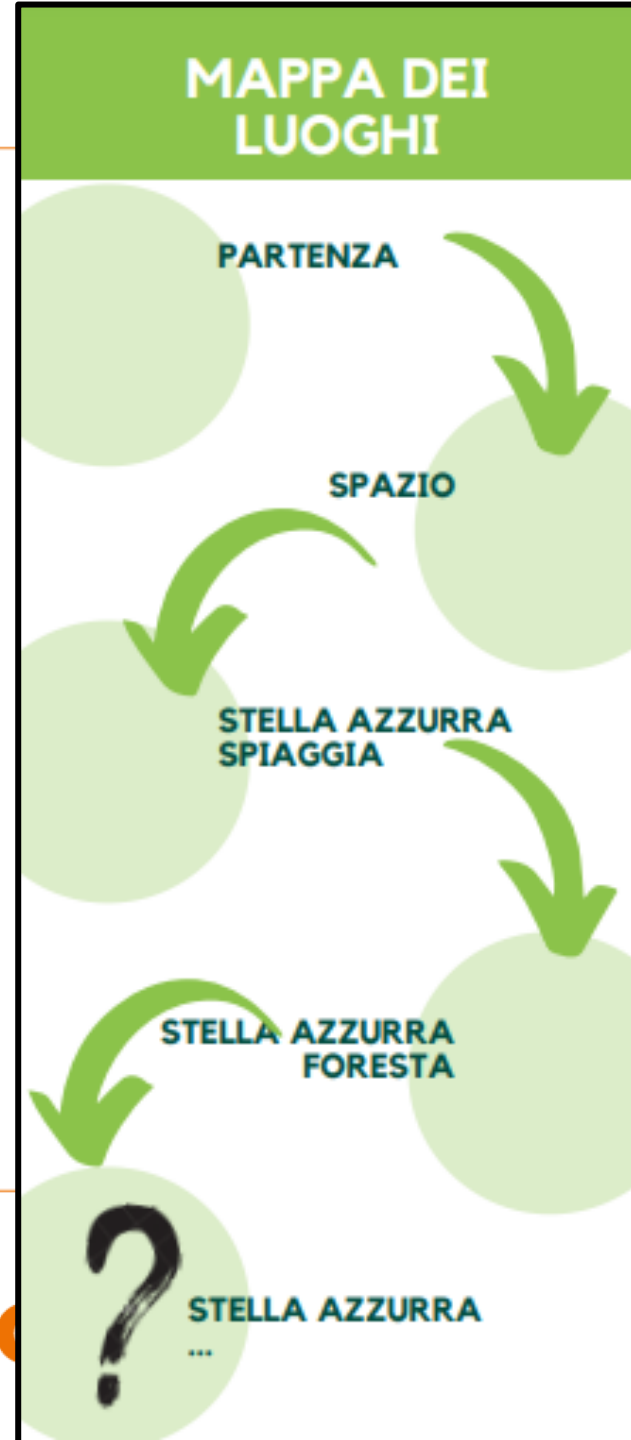 MAPPA DEI
LUOGHI
PARTENZA
SPAZIO
STELLA AZZURRA
SPIAGGIA
STELLA AZZURRA
FORESTA
?
STELLA AZZURRA
...